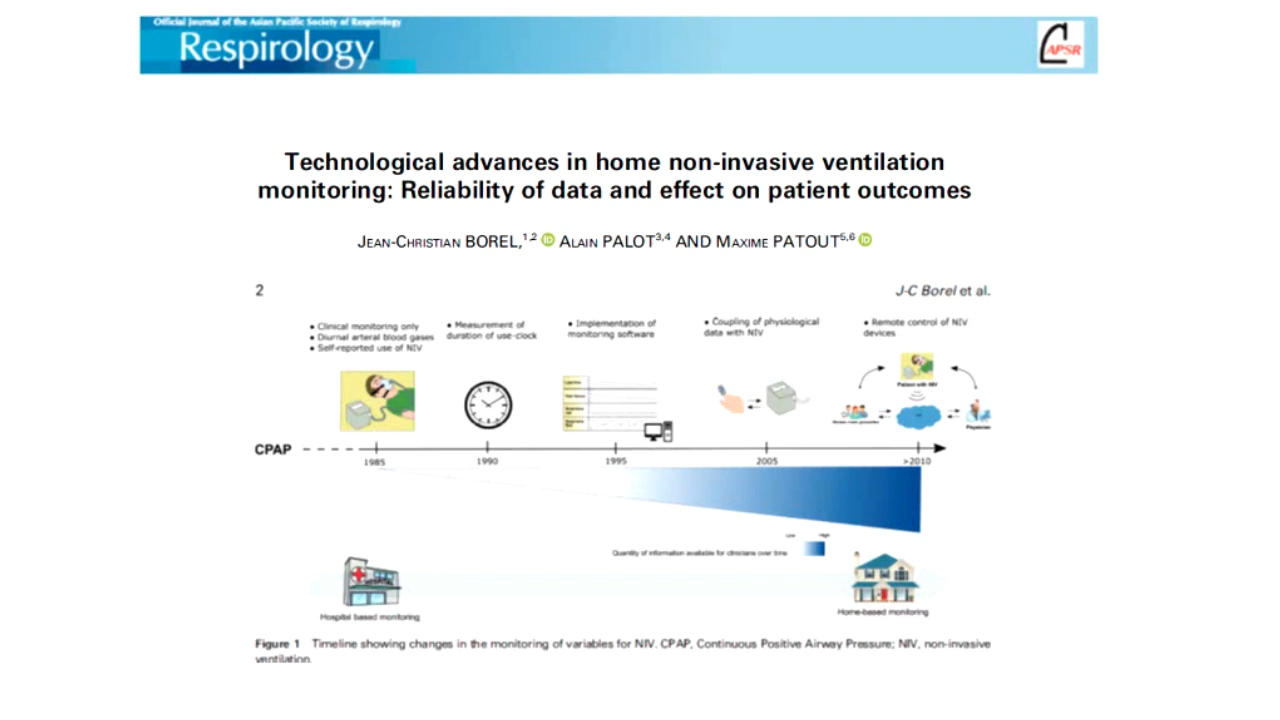 Official Journal of the Asian Pacific Society of Respirology
Respirology
APSR
Technological advances in home non-invasive ventilation
monitoring: Reliability of data and effect on patient outcomes
JEAN-CHRISTIAN BOREL,1,2 iD ALAIN PALOT3,4 AND MAXIME PATOUT5,6 iD
2
J-C Borel et al.
• Clinical monitoring only
• Diurnal arteral blood gases
• Self-reported use of NIV
• Measurement of
duration of use-clock
• Implementation of
monitoring software
• Coupling of physiological
data with NIV
• Remote control of NIV
devices
Patient with NIV
Physician
CPAP
1985
1990
1995
2005
>2010
Low
High
Quantity of information available for clinicians over time
HOSPITAL
Hospital based monitoring
Home-based monitoring
Figure 1 Timeline showing changes in the monitoring of variables for NIV. CPAP, Continuous Positive Airway Pressure; NIV, non-invasive
ventilation.